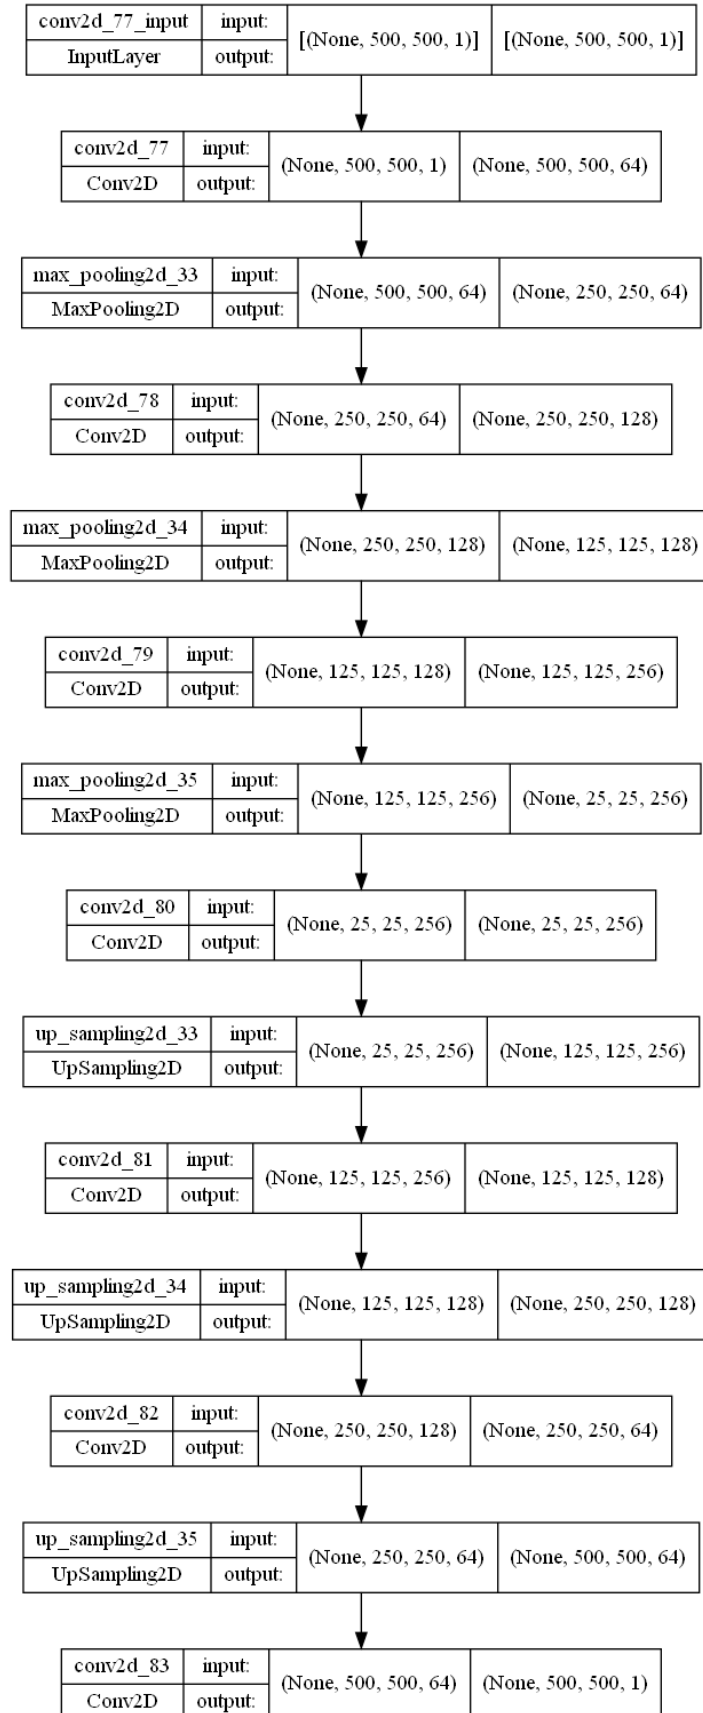 conv2d_77_input input: [(None, 500, 500, 1)] [(None, 500, 500, 1)]
InputLayer output:
conv2d_77 input: (None, 500, 500, 1) (None, 500, 500, 64)
Conv2D output:
max_pooling2d_33 input: (None, 500, 500, 64) (None, 250, 250, 64)
MaxPooling2D output:
conv2d_78 input: (None, 250, 250, 64) (None, 250, 250, 128)
Conv2D output:
max_pooling2d_34 input: (None, 250, 250, 128) (None, 125, 125, 128)
MaxPooling2D output:
conv2d_79 input: (None, 125, 125, 128) (None, 125, 125, 256)
Conv2D output:
max_pooling2d_35 input: (None, 125, 125, 256) (None, 25, 25, 256)
MaxPooling2D output:
conv2d_80 input: (None, 25, 25, 256) (None, 25, 25, 256)
Conv2D output:
up_sampling2d_33 input: (None, 25, 25, 256) (None, 125, 125, 256)
UpSampling2D output:
conv2d_81 input: (None, 125, 125, 256) (None, 125, 125, 128)
Conv2D output:
up_sampling2d_34 input: (None, 125, 125, 128) (None, 250, 250, 128)
UpSampling2D output:
conv2d_82 input: (None, 250, 250, 128) (None, 250, 250, 64)
Conv2D output:
up_sampling2d_35 input: (None, 250, 250, 64) (None, 500, 500, 64)
UpSampling2D output:
conv2d_83 input: (None, 500, 500, 64) (None, 500, 500, 1)
Conv2D output: